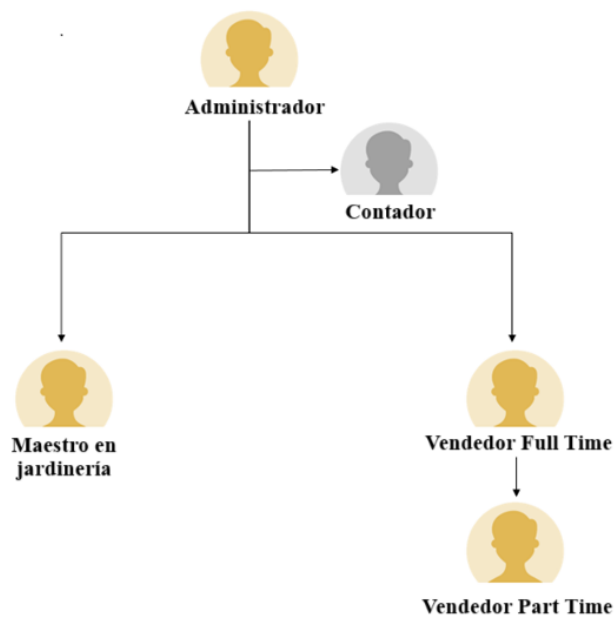 Administrador
Contador
Maestro en
jardinería
Vendedor Full Time
Vendedor Part Time